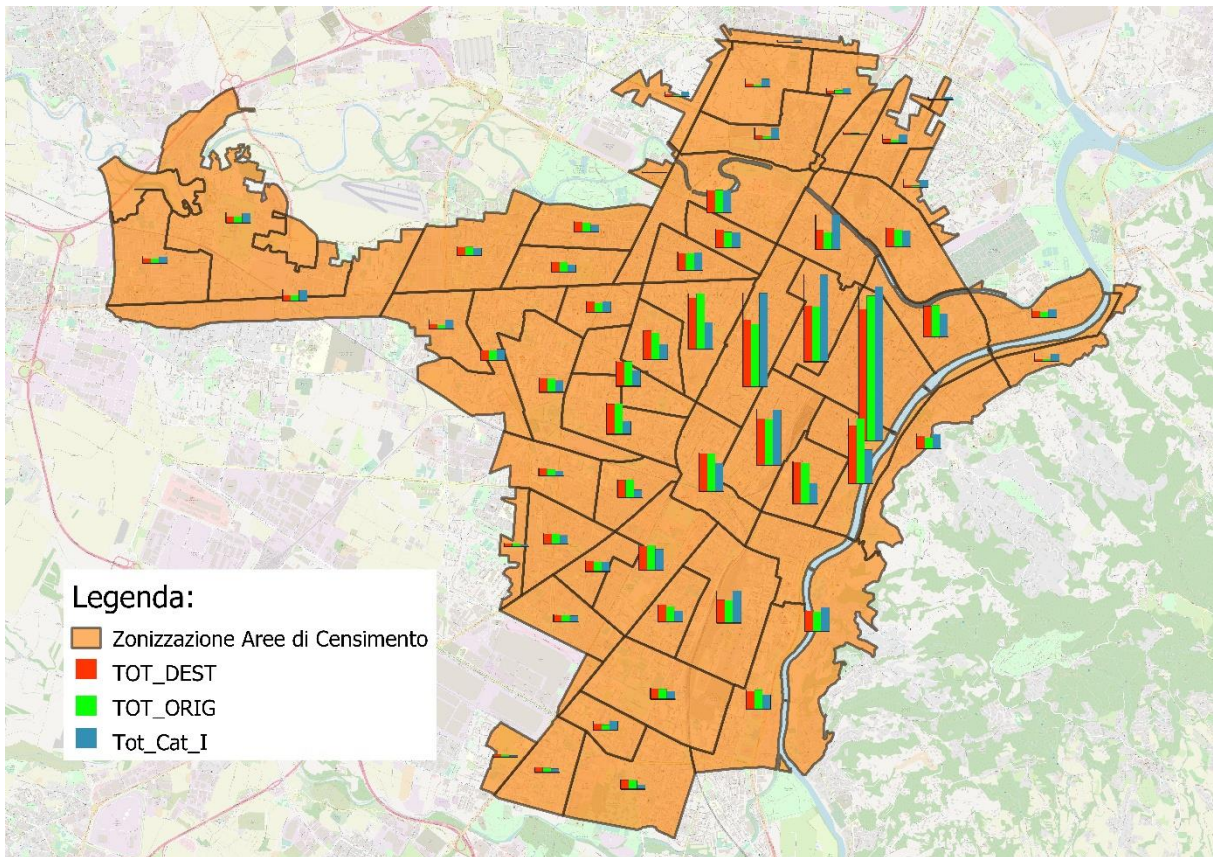 Legenda:
Zonizzazione Aree di Censimento
TOT_DEST
TOT_ORIG
Tot_Cat_I